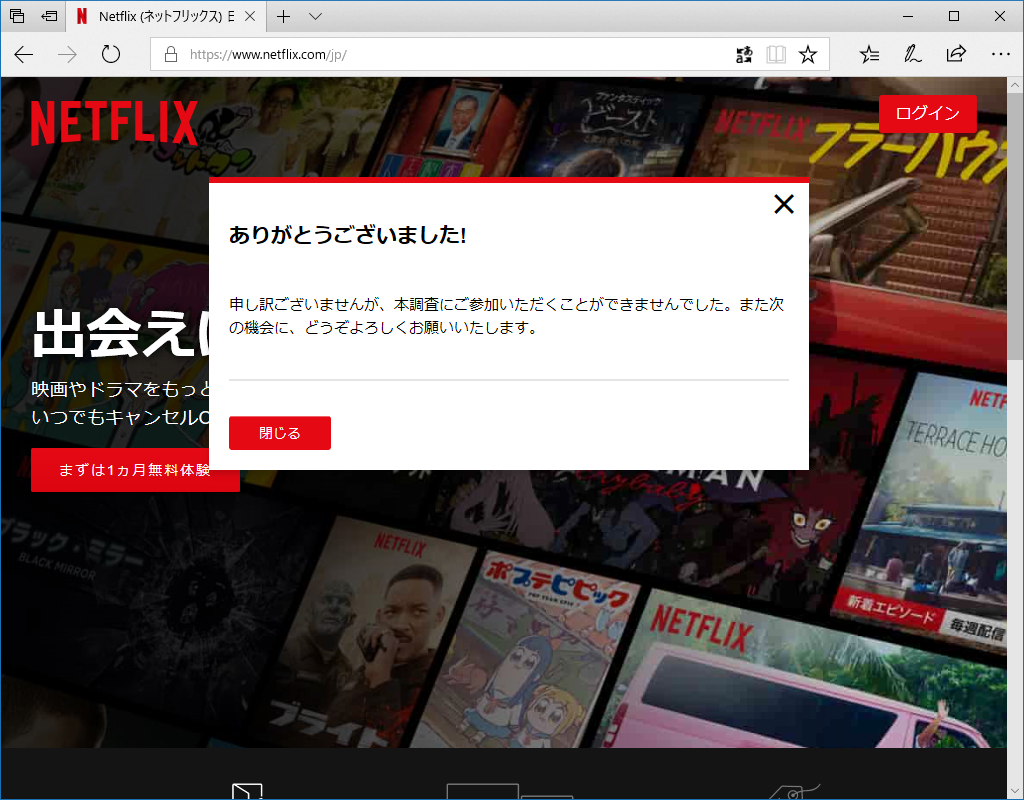 Netflix (ネットフリックス) E
https://www.netflix.com/jp/
NETFLIX
ログイン
ファンタスティック
ビースト
NETFLIX
フラーハウ
ありがとうございました!
申し訳ございませんが、本調査にご参加いただくことができませんでした。また次
の機会に、どうぞよろしくお願いいたします。
閉じる
出会えは
映画やドラマをもっと
いつでもキャンセルO
まずは1ヵ月無料体験
MAN
crybaby
NETF
TERRACE HO
ブラック・ミラー
BLACK MIRROR
NETFLIX
ブライト
ポプテピピック
POP TEAM EPIC
NETFLIX
新着エピソード
毎週配信